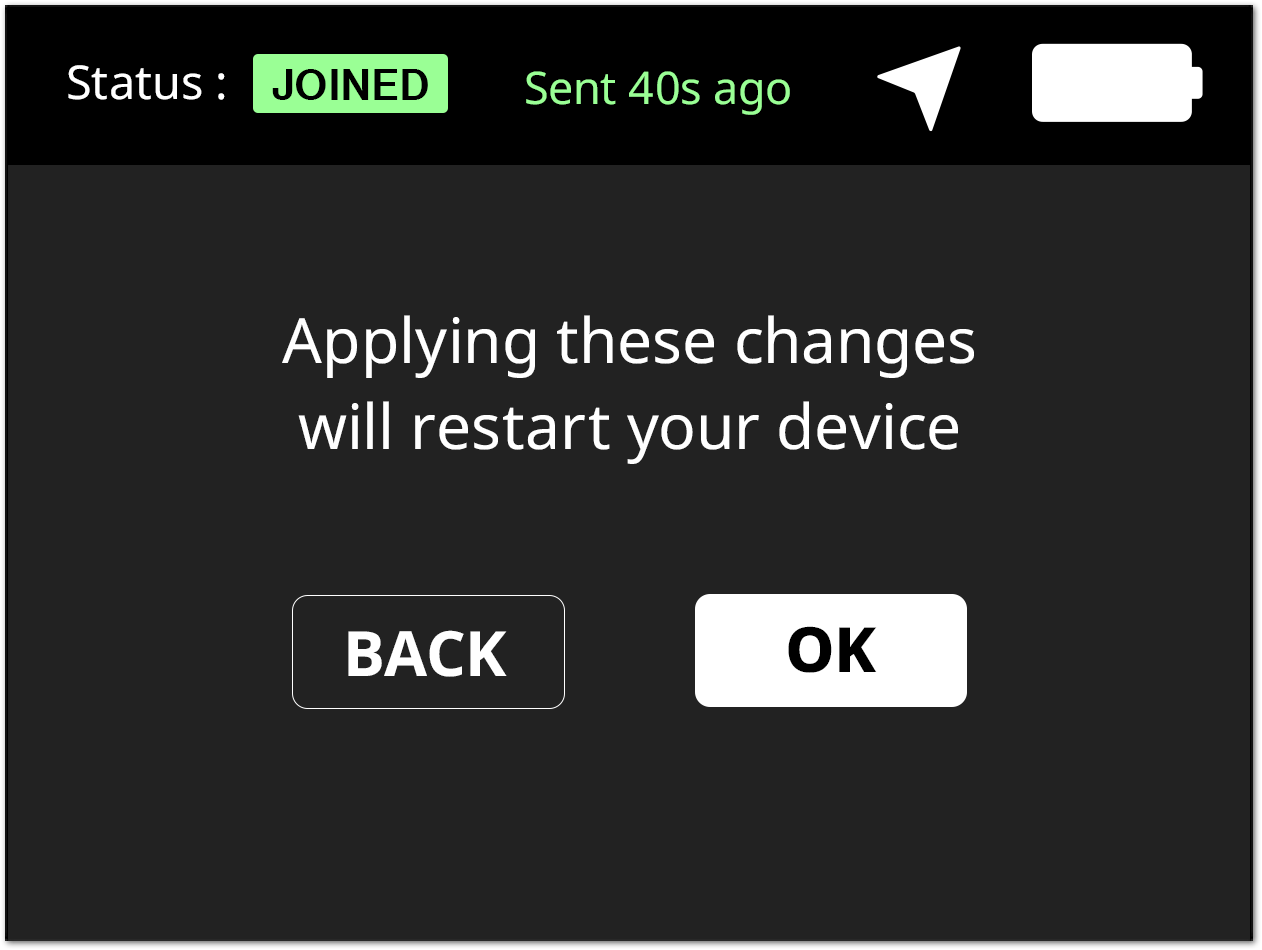 Status : JOINED Sent 40s ago
Applying these changes
will restart your device
BACK OK